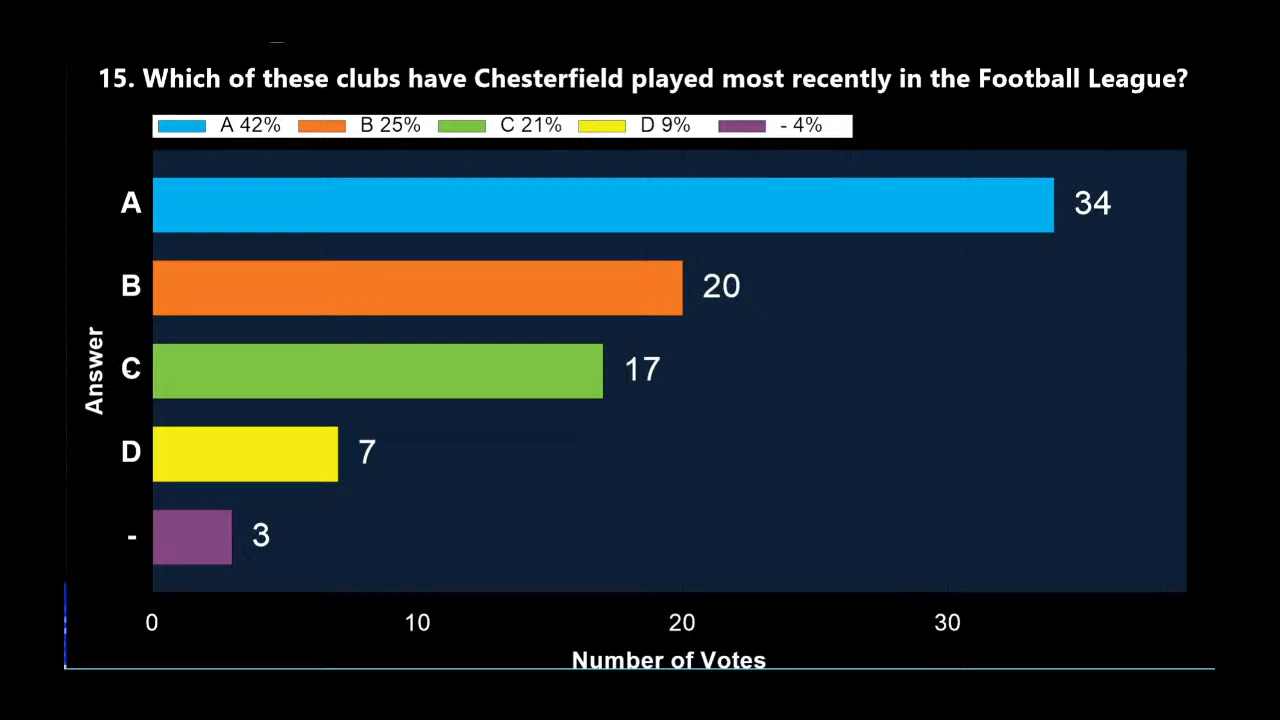 15. Which of these clubs have Chesterfield played most recently in the Football League?
A 42% B 25% C 21% D 9% - 4%
A 34
B 20
C 17
D 7
- 3
Answer
0 10 20 30
Number of Votes